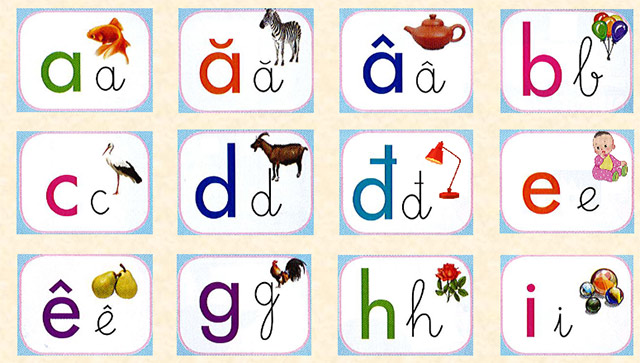 a a ă ă â â b b
c c d d đ đ e e
ê ê g g h h i i